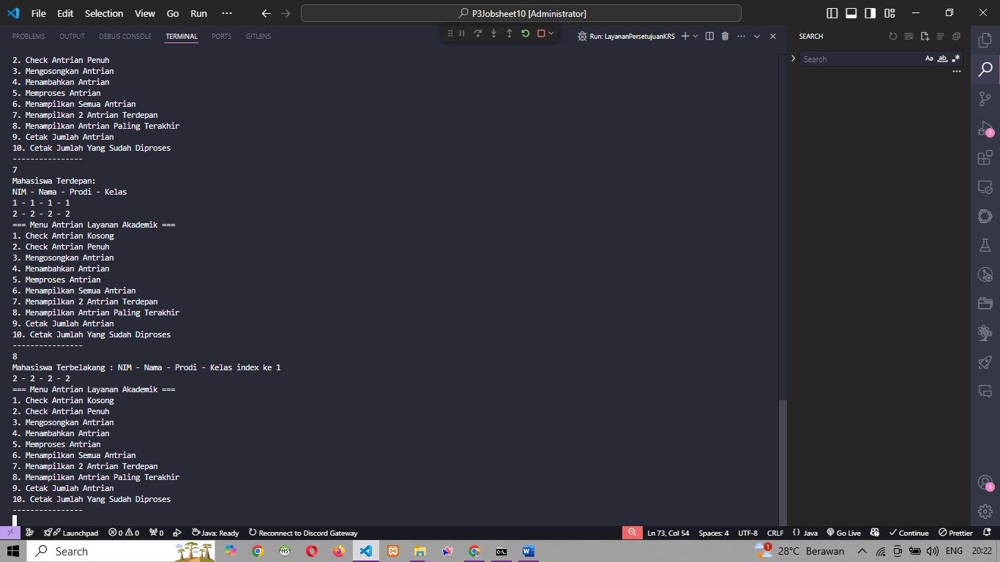 File Edit Selection View Go Run ··· P3Jobsheet10 [Administrator]
PROBLEMS OUTPUT DEBUG CONSOLE TERMINAL PORTS GITLENS Run: LayananPersetujuanKRS
SEARCH
Search Aa ab
2. Check Antrian Penuh
3. Mengosongkan Antrian
4. Menambahkan Antrian
5. Memproses Antrian
6. Menampilkan Semua Antrian
7. Menampilkan 2 Antrian Terdepan
8. Menampilkan Antrian Paling Terakhir
9. Cetak Jumlah Antrian
10. Cetak Jumlah Yang Sudah Diproses
----------------
7
Mahasiswa Terdepan:
NIM - Nama - Prodi - Kelas
1 - 1 - 1 - 1
2 - 2 - 2 - 2
=== Menu Antrian Layanan Akademik ===
1. Check Antrian Kosong
2. Check Antrian Penuh
3. Mengosongkan Antrian
4. Menambahkan Antrian
5. Memproses Antrian
6. Menampilkan Semua Antrian
7. Menampilkan 2 Antrian Terdepan
8. Menampilkan Antrian Paling Terakhir
9. Cetak Jumlah Antrian
10. Cetak Jumlah Yang Sudah Diproses
----------------
8
Mahasiswa Terbelakang : NIM - Nama - Prodi - Kelas index ke 1
2 - 2 - 2 - 2
=== Menu Antrian Layanan Akademik ===
1. Check Antrian Kosong
2. Check Antrian Penuh
3. Mengosongkan Antrian
4. Menambahkan Antrian
5. Memproses Antrian
6. Menampilkan Semua Antrian
7. Menampilkan 2 Antrian Terdepan
8. Menampilkan Antrian Paling Terakhir
9. Cetak Jumlah Antrian
10. Cetak Jumlah Yang Sudah Diproses
----------------
1
1
Launchpad 0 0 0 Java: Ready Reconnect to Discord Gateway Ln 73, Col 54 Spaces: 4 UTF-8 CRLF {} Java Go Live Continue Prettier
Search HS W 1 28°C Berawan ENG 20:22